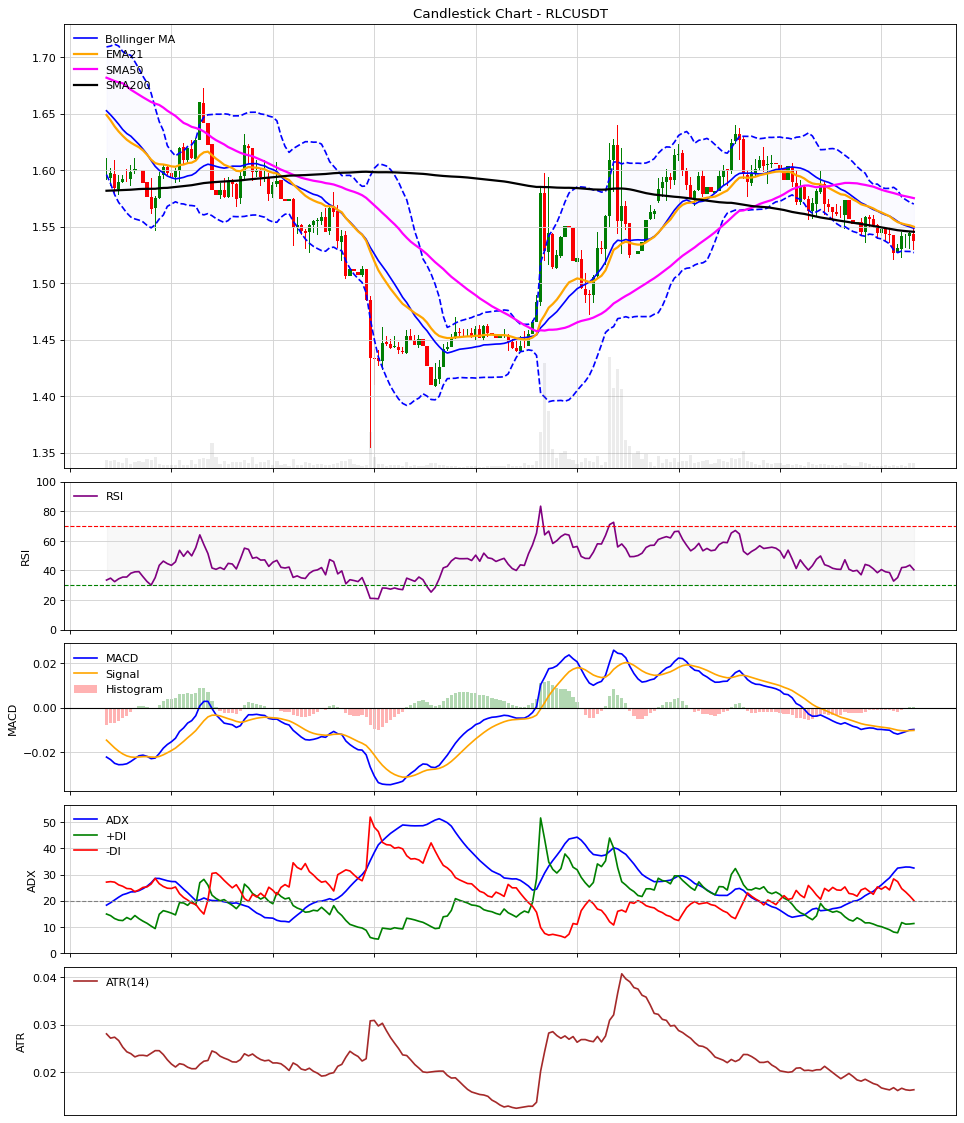 Candlestick Chart - RLCUSDT
Bollinger MA
EMA21
SMA50
SMA200
1.70
1.65
1.60
1.55
1.50
1.45
1.40
1.35
RSI
RSI
100
80
60
40
20
0
MACD
Signal
Histogram
MACD
0.02
0.00
−0.02
ADX
+DI
-DI
ADX
50
40
30
20
10
0
ATR(14)
ATR
0.04
0.03
0.02